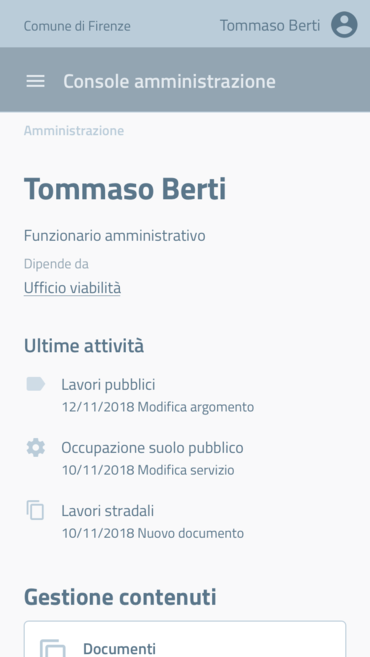 Comune di Firenze
Tommaso Berti
Console amministrazione
Amministrazione
Tommaso Berti
Funzionario amministrativo
Dipende da
Ufficio viabilità
Ultime attività
Lavori pubblici
12/11/2018 Modifica argomento
Occupazione suolo pubblico
10/11/2018 Modifica servizio
Lavori stradali
10/11/2018 Nuovo documento
Gestione contenuti
Documenti